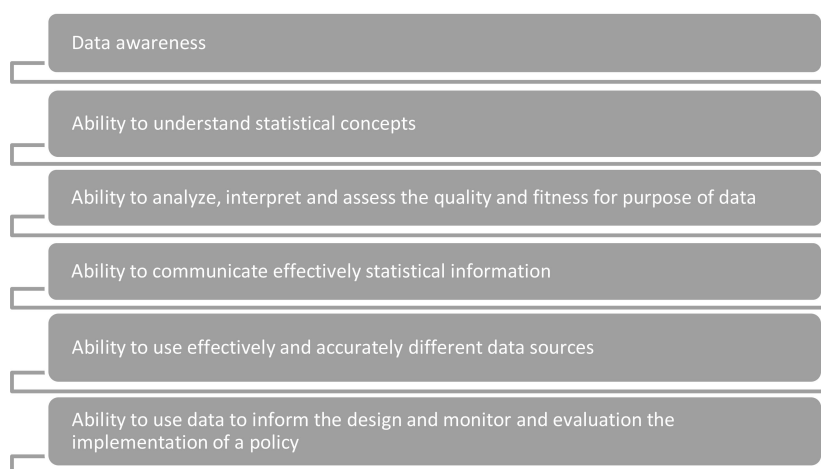 Data awareness
Ability to understand statistical concepts
Ability to analyze, interpret and assess the quality and fitness for purpose of data
Ability to communicate effectively statistical information
Ability to use effectively and accurately different data sources
Ability to use data to inform the design and monitor and evaluation the
implementation of a policy